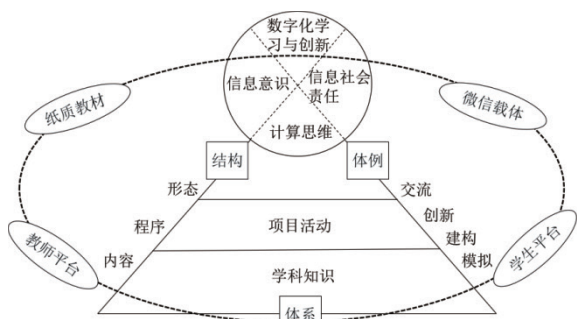 数字化学
习与创新
信息意识
信息社会
责任
计算思维
纸质教材
微信载体
结构
体例
形态
交流
创新
程序
项目活动
建构
教师平台
内容
模拟
学生平台
学科知识
体系